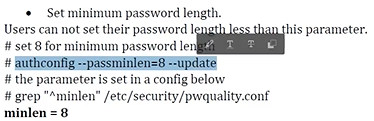 • Set minimum password length.
Users can not set their password length less than this parameter.
# set 8 for minimum password length
# authconfig --passminlen=8 --update
# the parameter is set in a config below
# grep "^minlen" /etc/security/pwquality.conf
minlen = 8